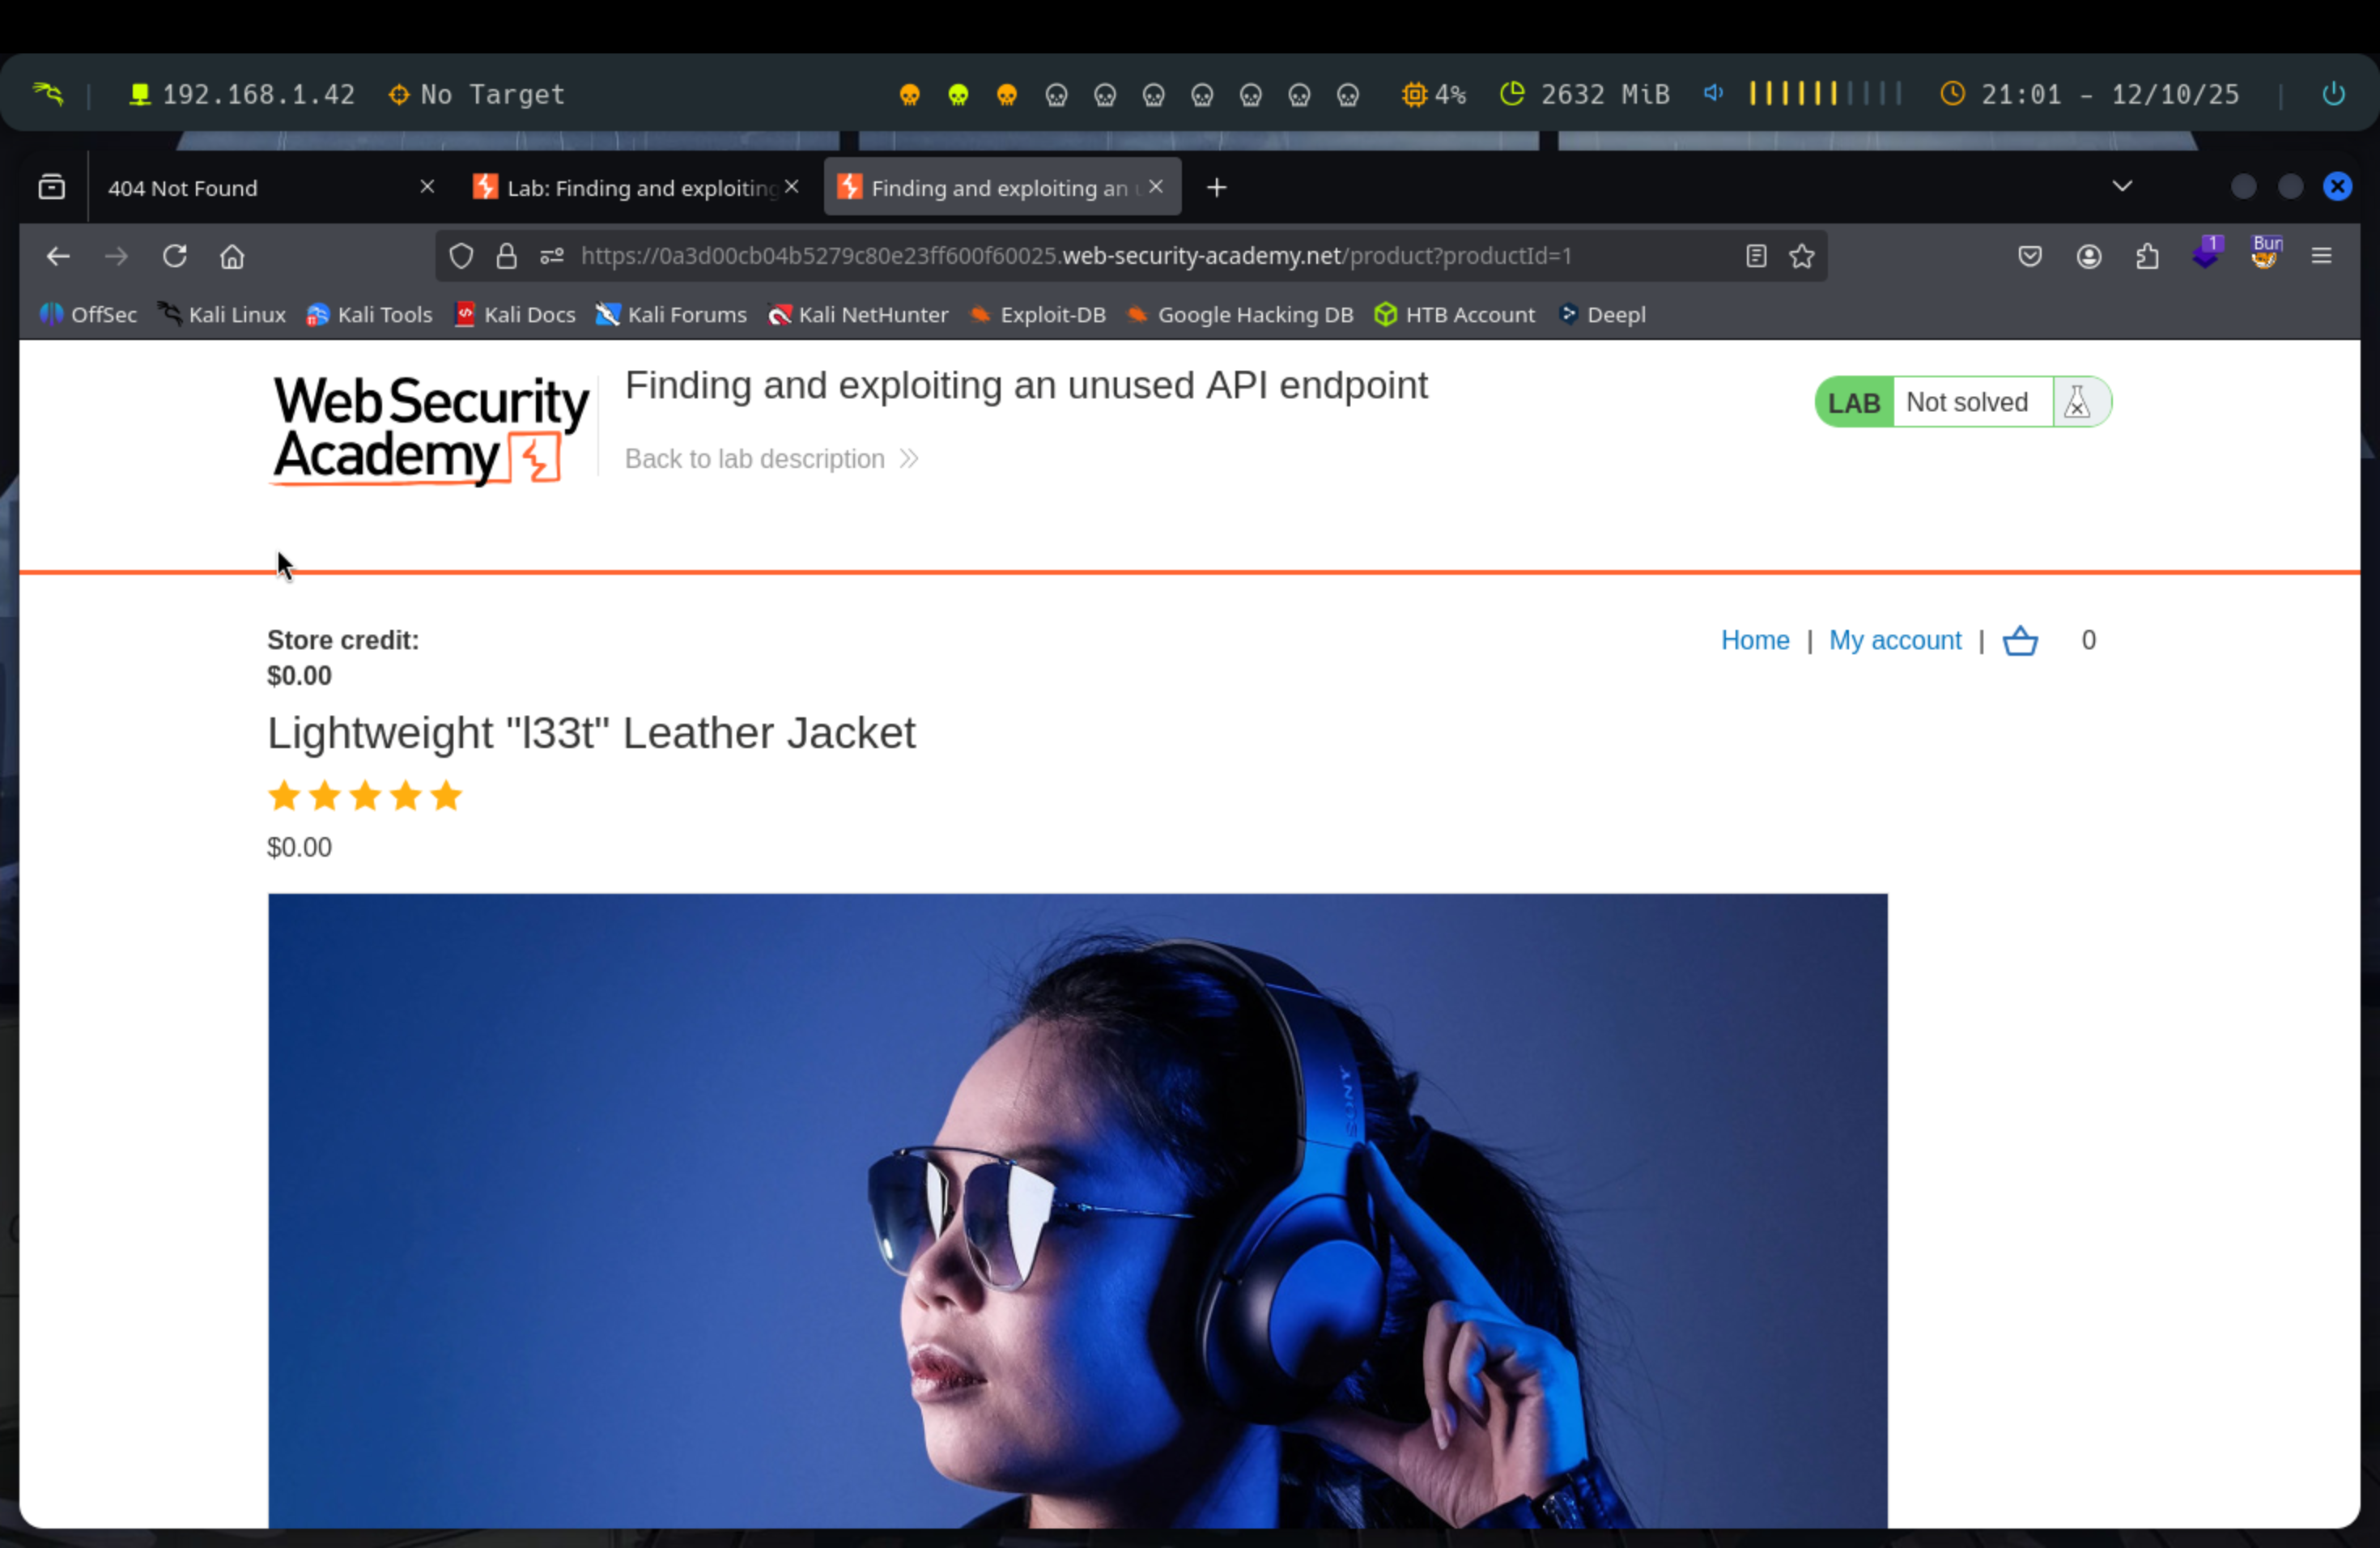 192.168.1.42 No Target 4% 2632 MiB 21:01 - 12/10/25
404 Not Found Lab: Finding and exploiting Finding and exploiting an
https://0a3d00cb04b5279c80e23ff600f60025.web-security-academy.net/product?productId=1 1 Bur
OffSec Kali Linux Kali Tools Kali Docs Kali Forums Kali NetHunter Exploit-DB Google Hacking DB HTB Account Deepl
Web Security
Academy
Finding and exploiting an unused API endpoint
Back to lab description
LAB Not solved
Store credit:
$0.00
Home | My account | 0
Lightweight "l33t" Leather Jacket
$0.00
SONY